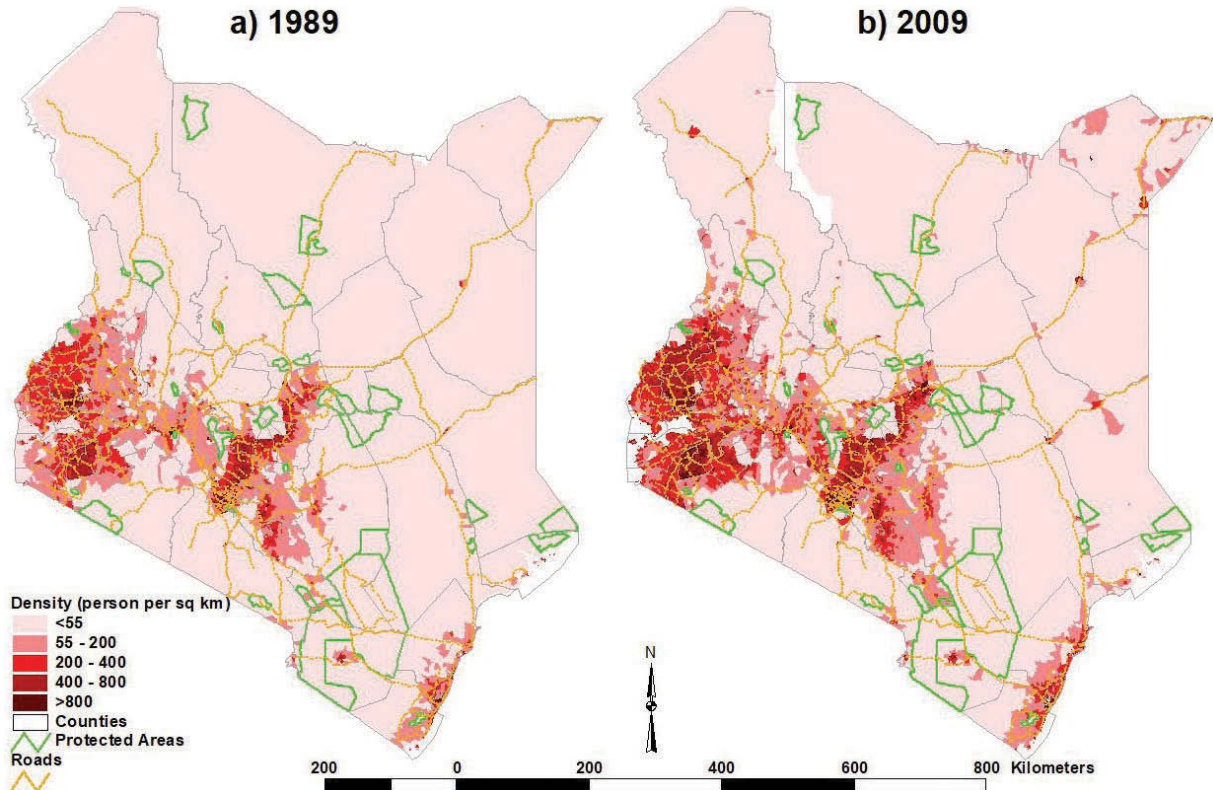 a) 1989
b) 2009
Density (person per sq km)
<55
55 - 200
200 - 400
400 - 800
>800
Counties
Protected Areas
Roads
N
200 0 200 400 600 800 Kilometers